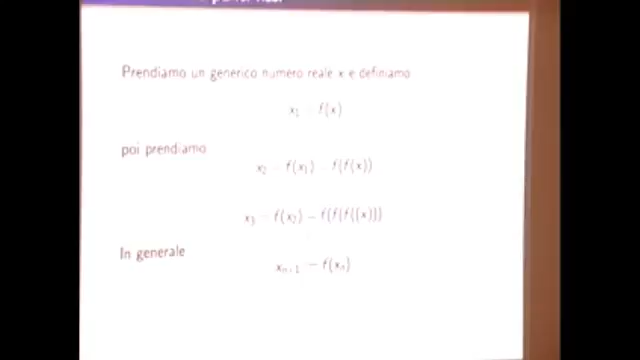 Prendiamo un generico numero reale x e definiamo
x₁ = f(x)
poi prendiamo
x₂ = f(x₁) = f(f(x))
x₃ = f(x₂) = f(f(f((x)))
In generale
xₙ₊₁ = f(xₙ)